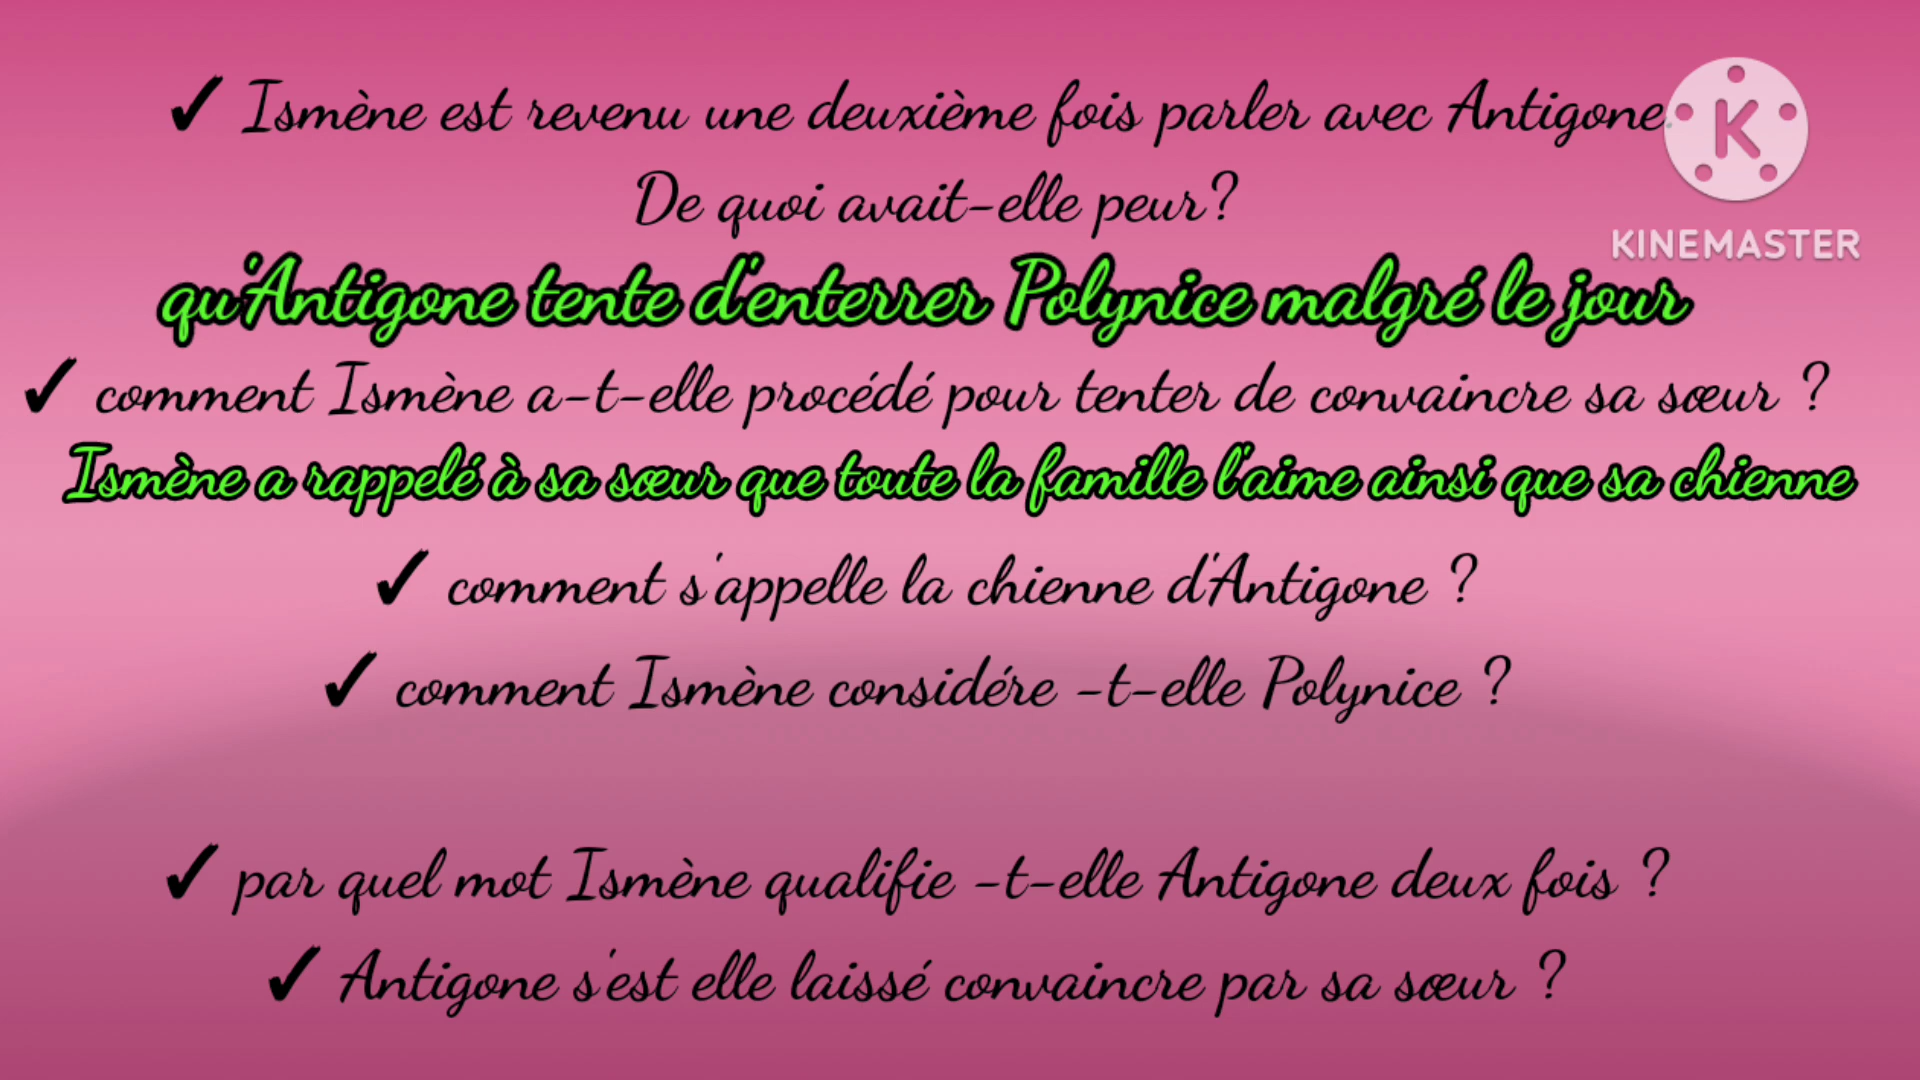 ✔ Ismène est revenu une deuxième fois parler avec Antigone.
De quoi avait-elle peur?
qu'Antigone tente d'enterrer Polynice malgré le jour
✔ comment Ismène a-t-elle procédé pour tenter de convaincre sa sœur ?
Ismène a rappelé à sa sœur que toute la famille l'aime ainsi que sa chienne
✔ comment s'appelle la chienne d'Antigone ?
✔ comment Ismène considére -t-elle Polynice ?
✔ par quel mot Ismène qualifie -t-elle Antigone deux fois ?
✔ Antigone s'est elle laissé convaincre par sa sœur ?
K
KINEMASTER